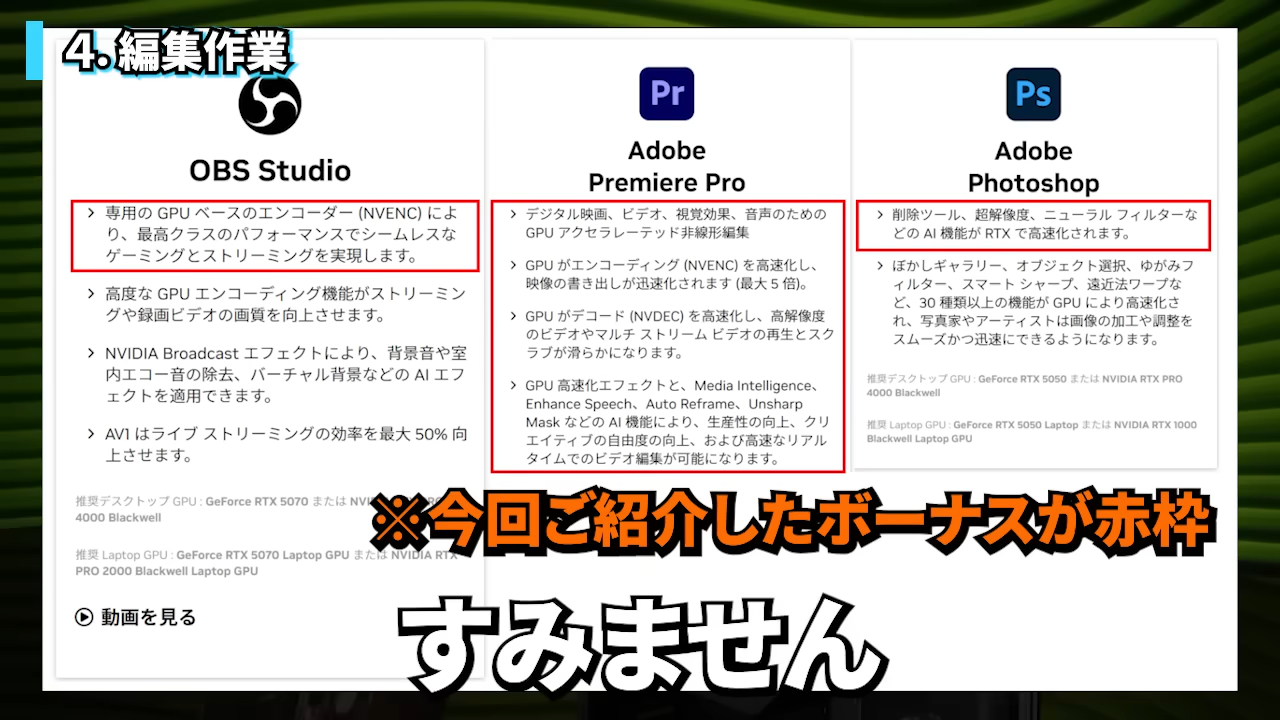 4. 編集作業
OBS Studio
専用の GPU ベースのエンコーダー (NVENC) によ
り、最高クラスのパフォーマンスでシームレスな
ゲーミングとストリーミングを実現します。
高度な GPU エンコーディング機能がストリーミン
グや録画ビデオの画質を向上させます。
NVIDIA Broadcast エフェクトにより、背景音や室
内エコー音の除去、バーチャル背景などの AI エフ
ェクトを適用できます。
AV1 はライブ ストリーミングの効率を最大 50% 向
上させます。
推奨デスクトップ GPU : GeForce RTX 5070 または
4000 Blackwell
推奨 Laptop GPU : GeForce RTX 5070 Laptop GPU または NVIDIA RTX
PRO 2000 Blackwell Laptop GPU
動画を見る
Pr
Adobe
Premiere Pro
デジタル映画、ビデオ、視覚効果、音声のための
GPU アクセラレーテッド非線形編集
GPU がエンコーディング (NVENC) を高速化し、
映像の書き出しが迅速化されます (最大 5 倍)。
GPU がデコード (NVDEC) を高速化し、高解像度
のビデオやマルチ ストリーム ビデオの再生とスク
ラブが滑らかになります。
GPU 高速化エフェクトと、Media Intelligence、
Enhance Speech、Auto Reframe、Unsharp
Mask などの AI 機能により、生産性の向上、クリ
エイティブの自由度の向上、および高速なリアル
タイムでのビデオ編集が可能になります。
Ps
Adobe
Photoshop
削除ツール、超解像度、ニューラル フィルターな
どの AI 機能が RTX で高速化されます。
ぼかしギャラリー、オブジェクト選択、ゆがみフ
ィルター、スマート シャープ、遠近法ワープな
ど、30 種類以上の機能が GPU により高速化さ
れ、写真家やアーティストは画像の加工や調整を
スムーズかつ迅速にできるようになります。
推奨デスクトップ GPU : GeForce RTX 5050 または NVIDIA RTX PRO
4000 Blackwell
推奨 Laptop GPU : GeForce RTX 5050 Laptop または NVIDIA RTX 1000
Blackwell Laptop GPU
※今回ご紹介したボーナスが赤枠
すみません